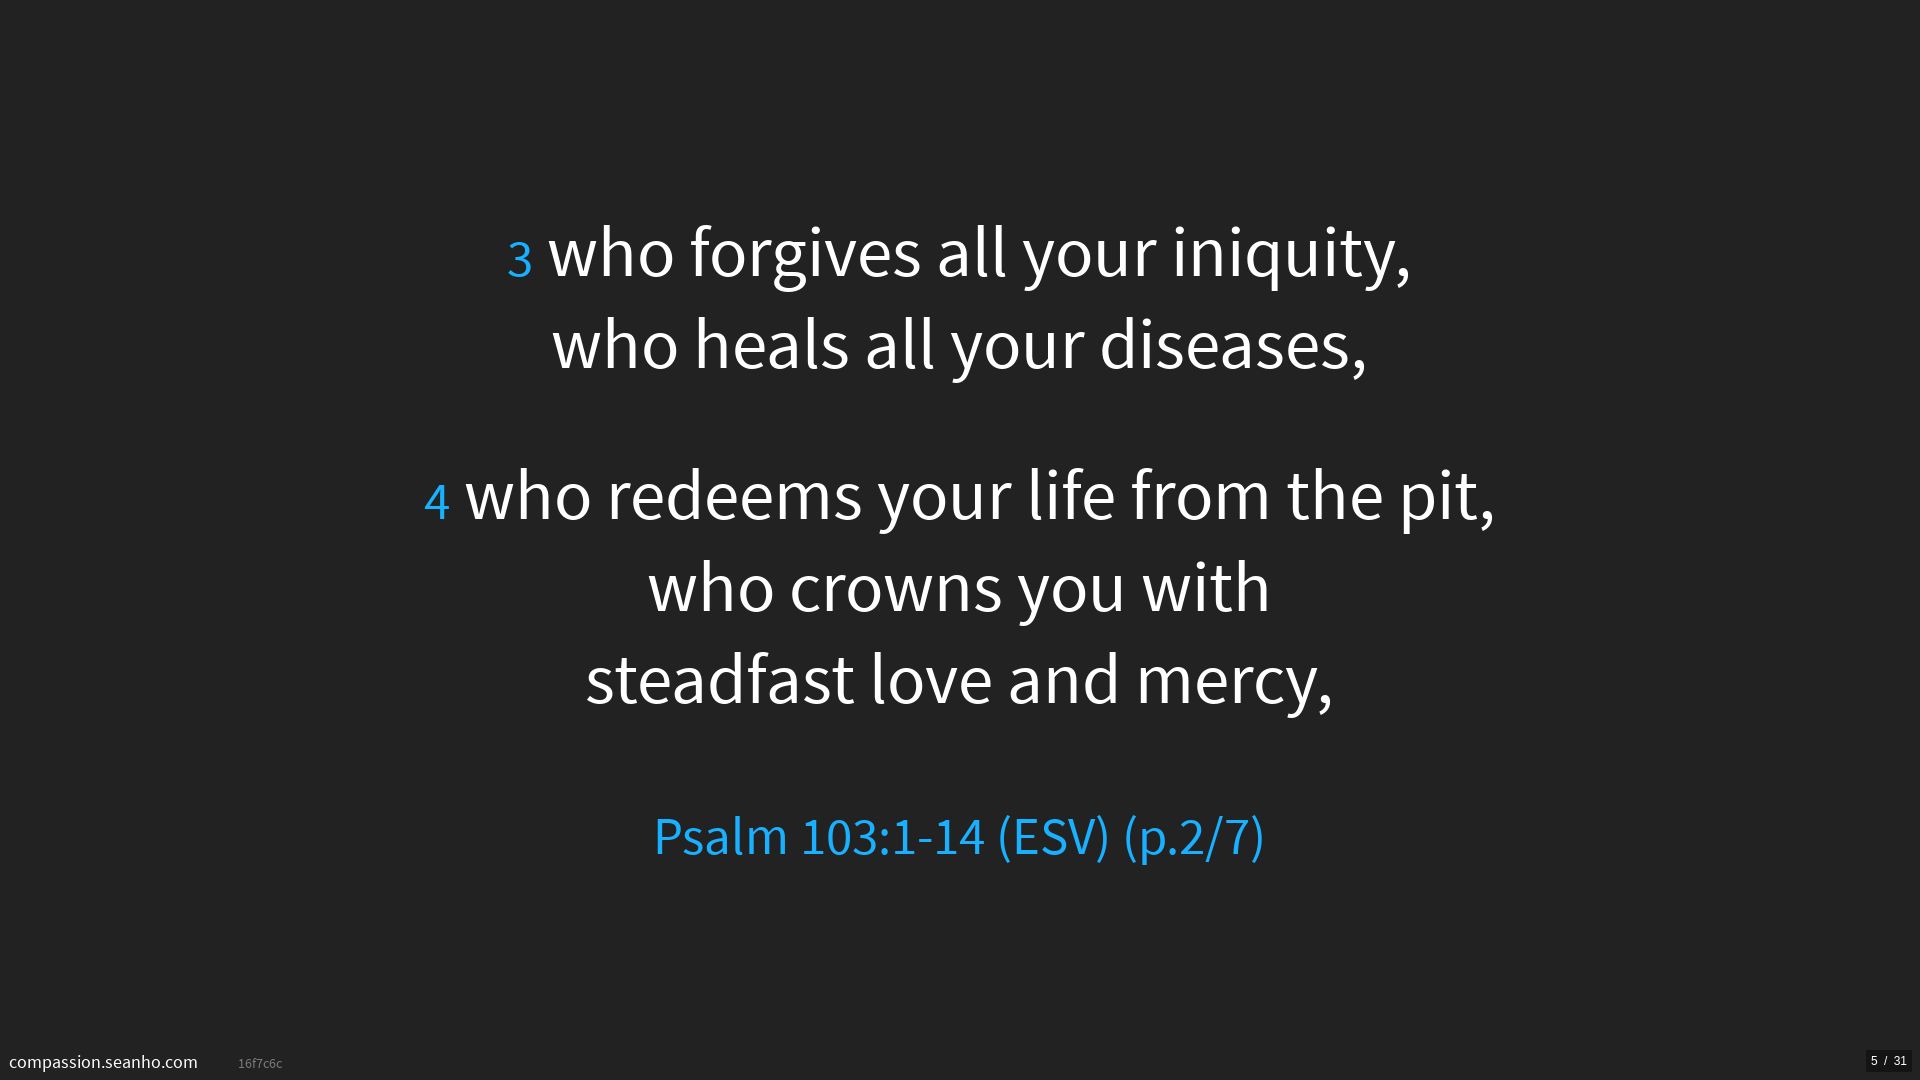 3 who forgives all your iniquity,
who heals all your diseases,
4 who redeems your life from the pit,
who crowns you with
steadfast love and mercy,
Psalm 103:1-14 (ESV) (p.2/7)
compassion.seanho.com 16f7c6c
5 / 31